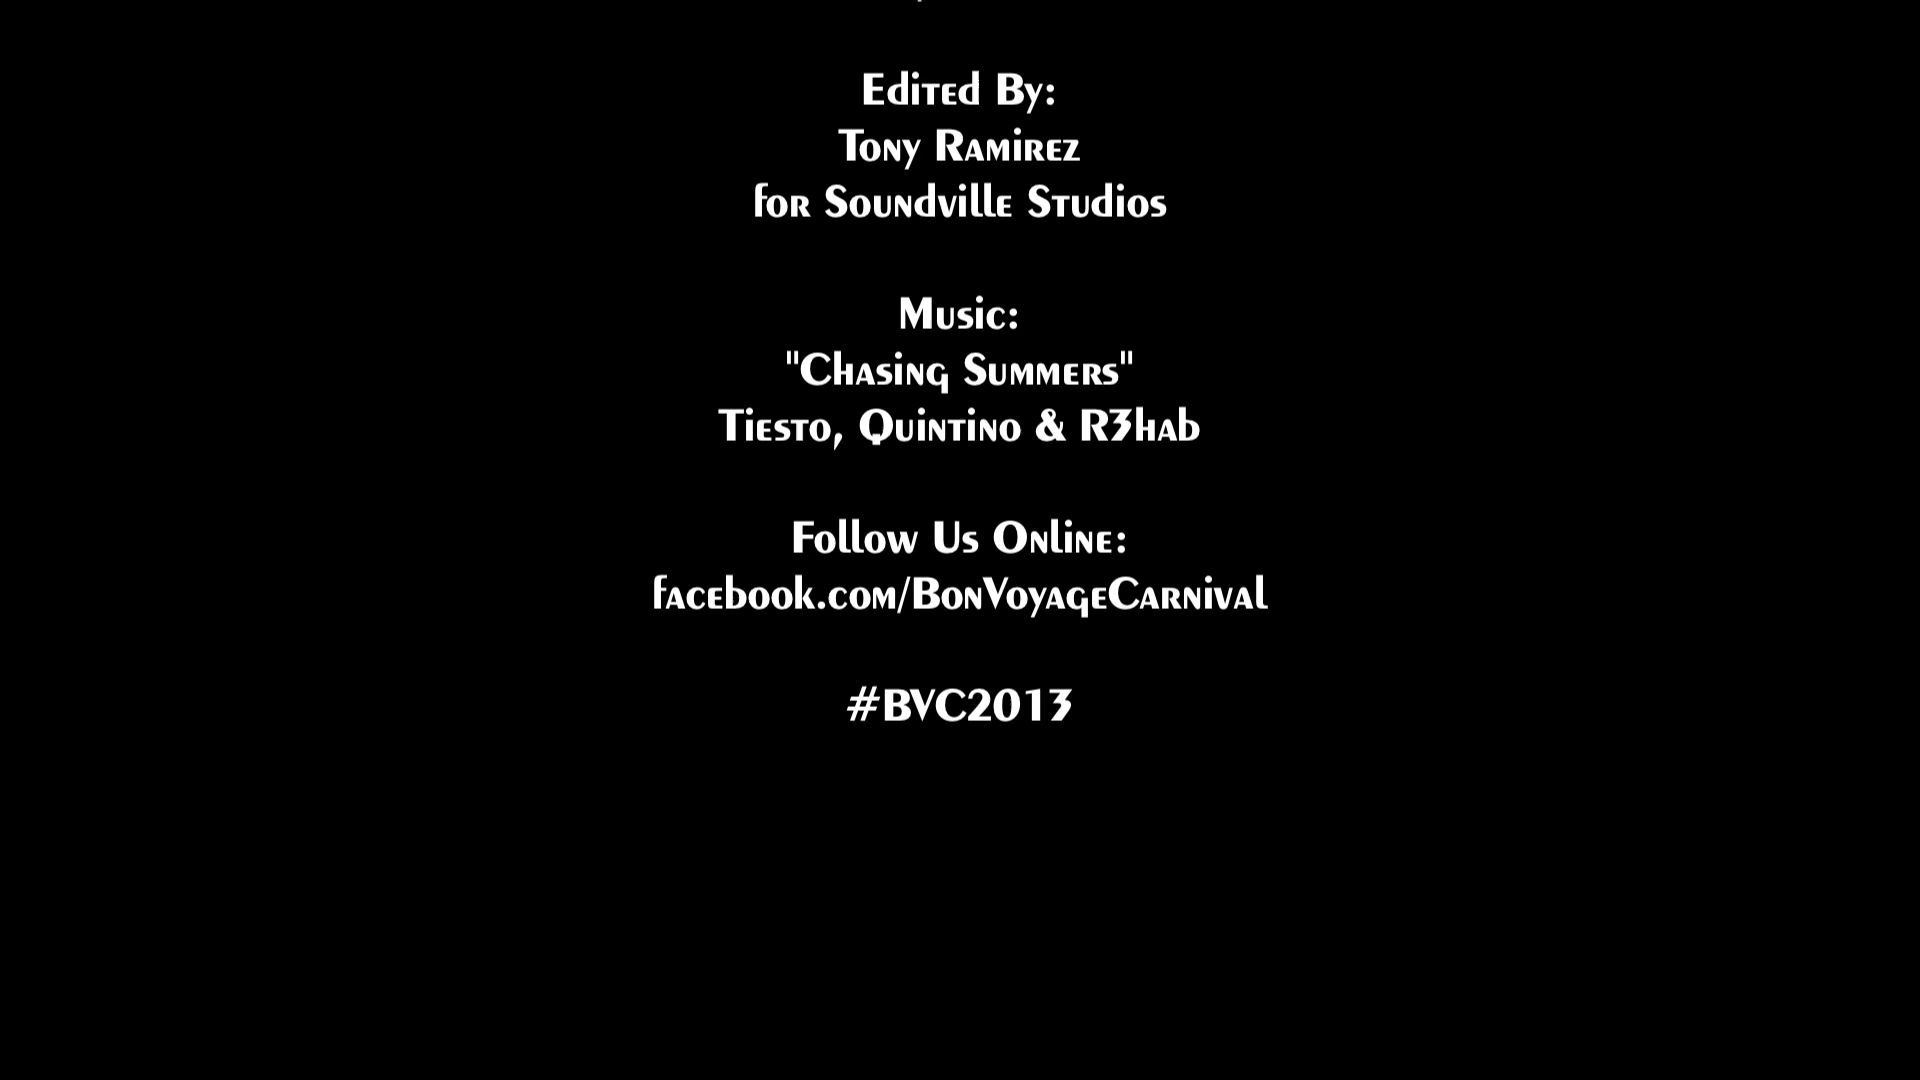 Edited By:
Tony Ramirez
for Soundville Studios
Music:
"Chasing Summers"
Tiesto, Quintino & R3hab
Follow Us Online:
facebook.com/BonVoyageCarnival
#BVC2013